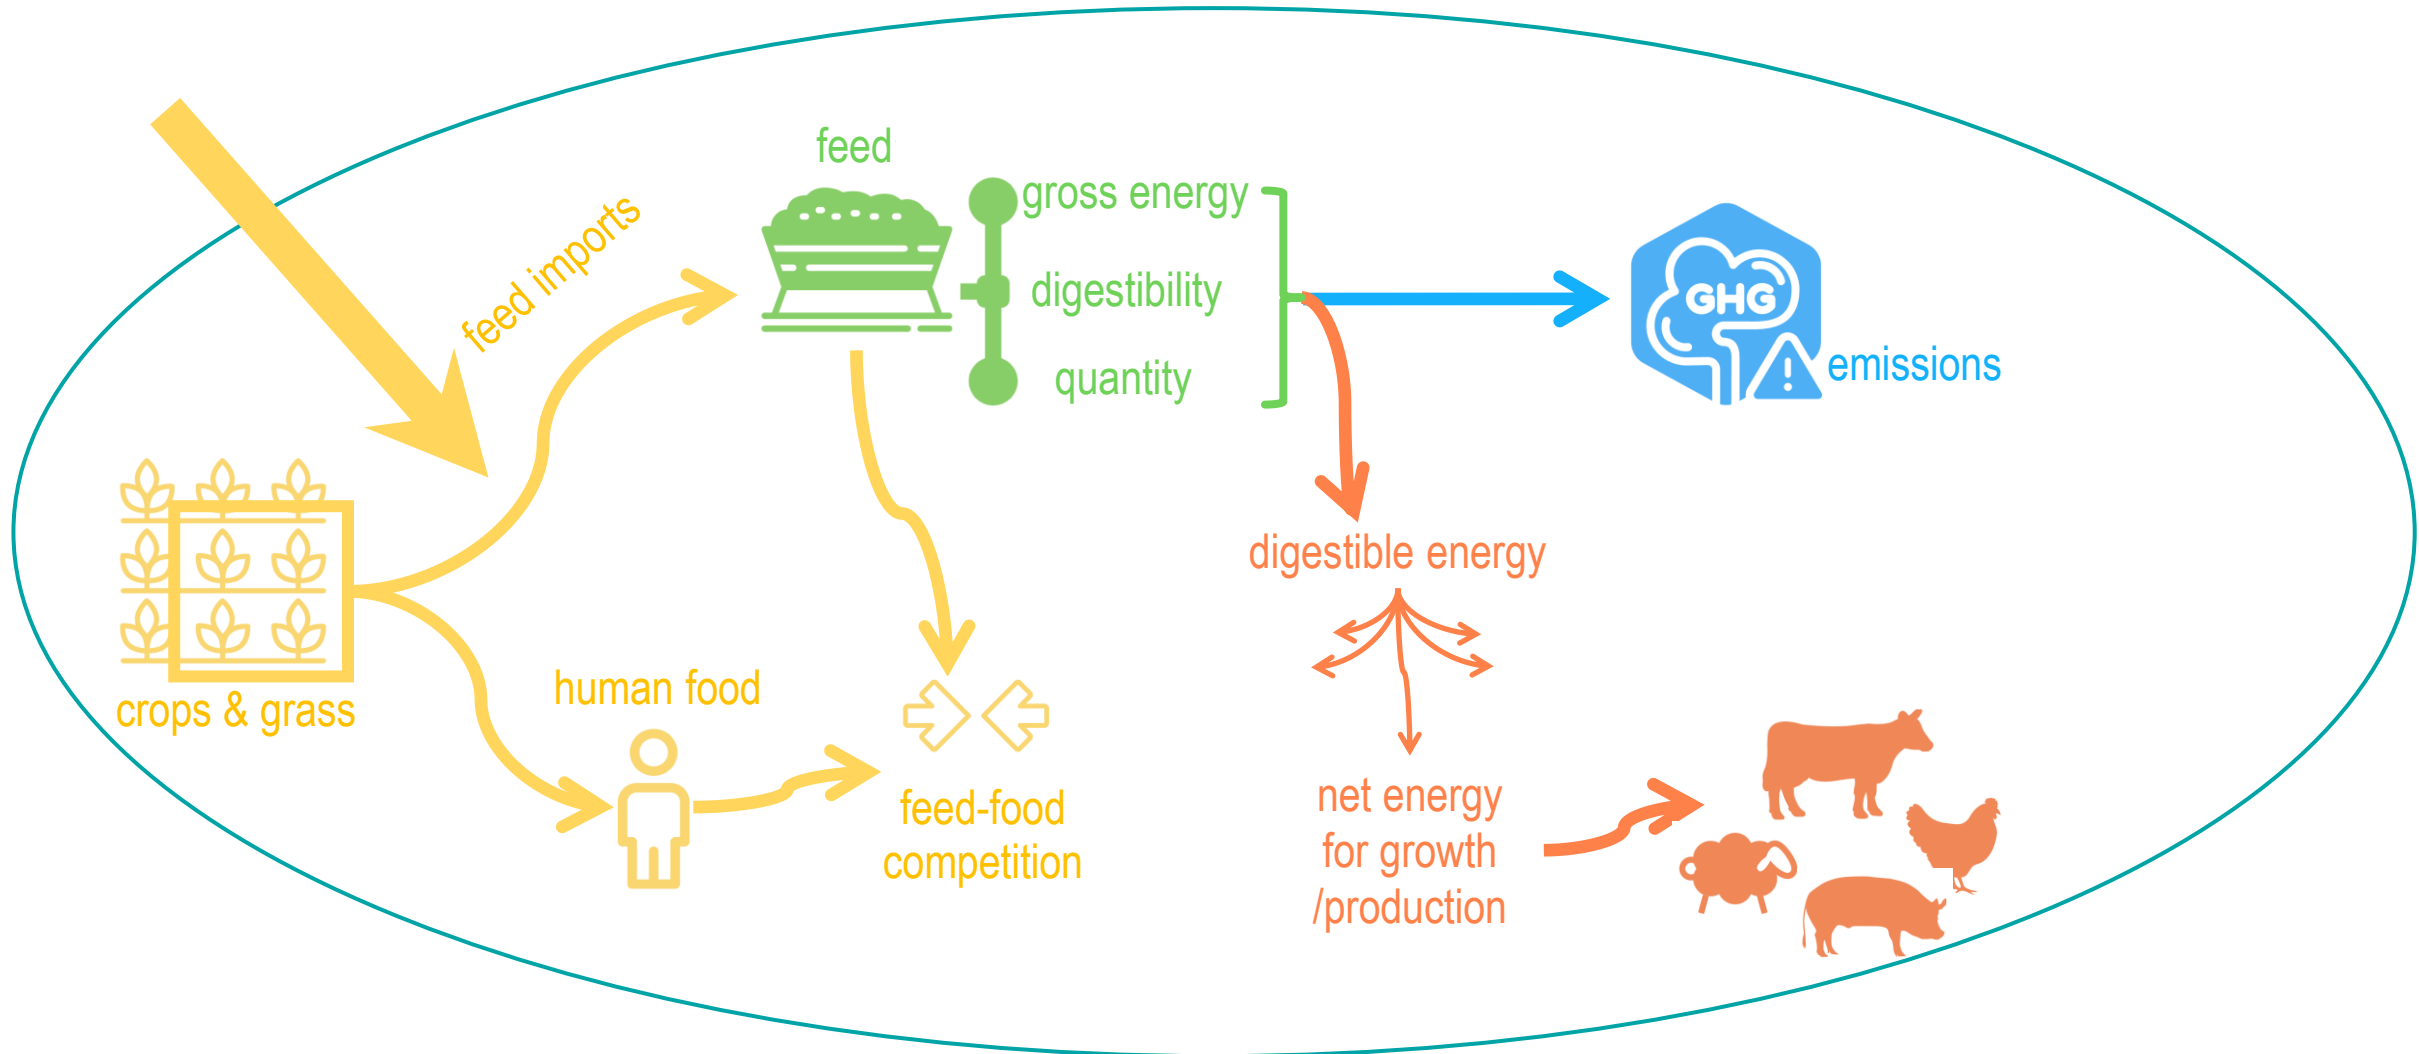 feed
gross energy
feed imports
digestibility
GHG
quantity
emissions
digestible energy
crops & grass
human food
feed-food
competition
net energy
for growth
/production